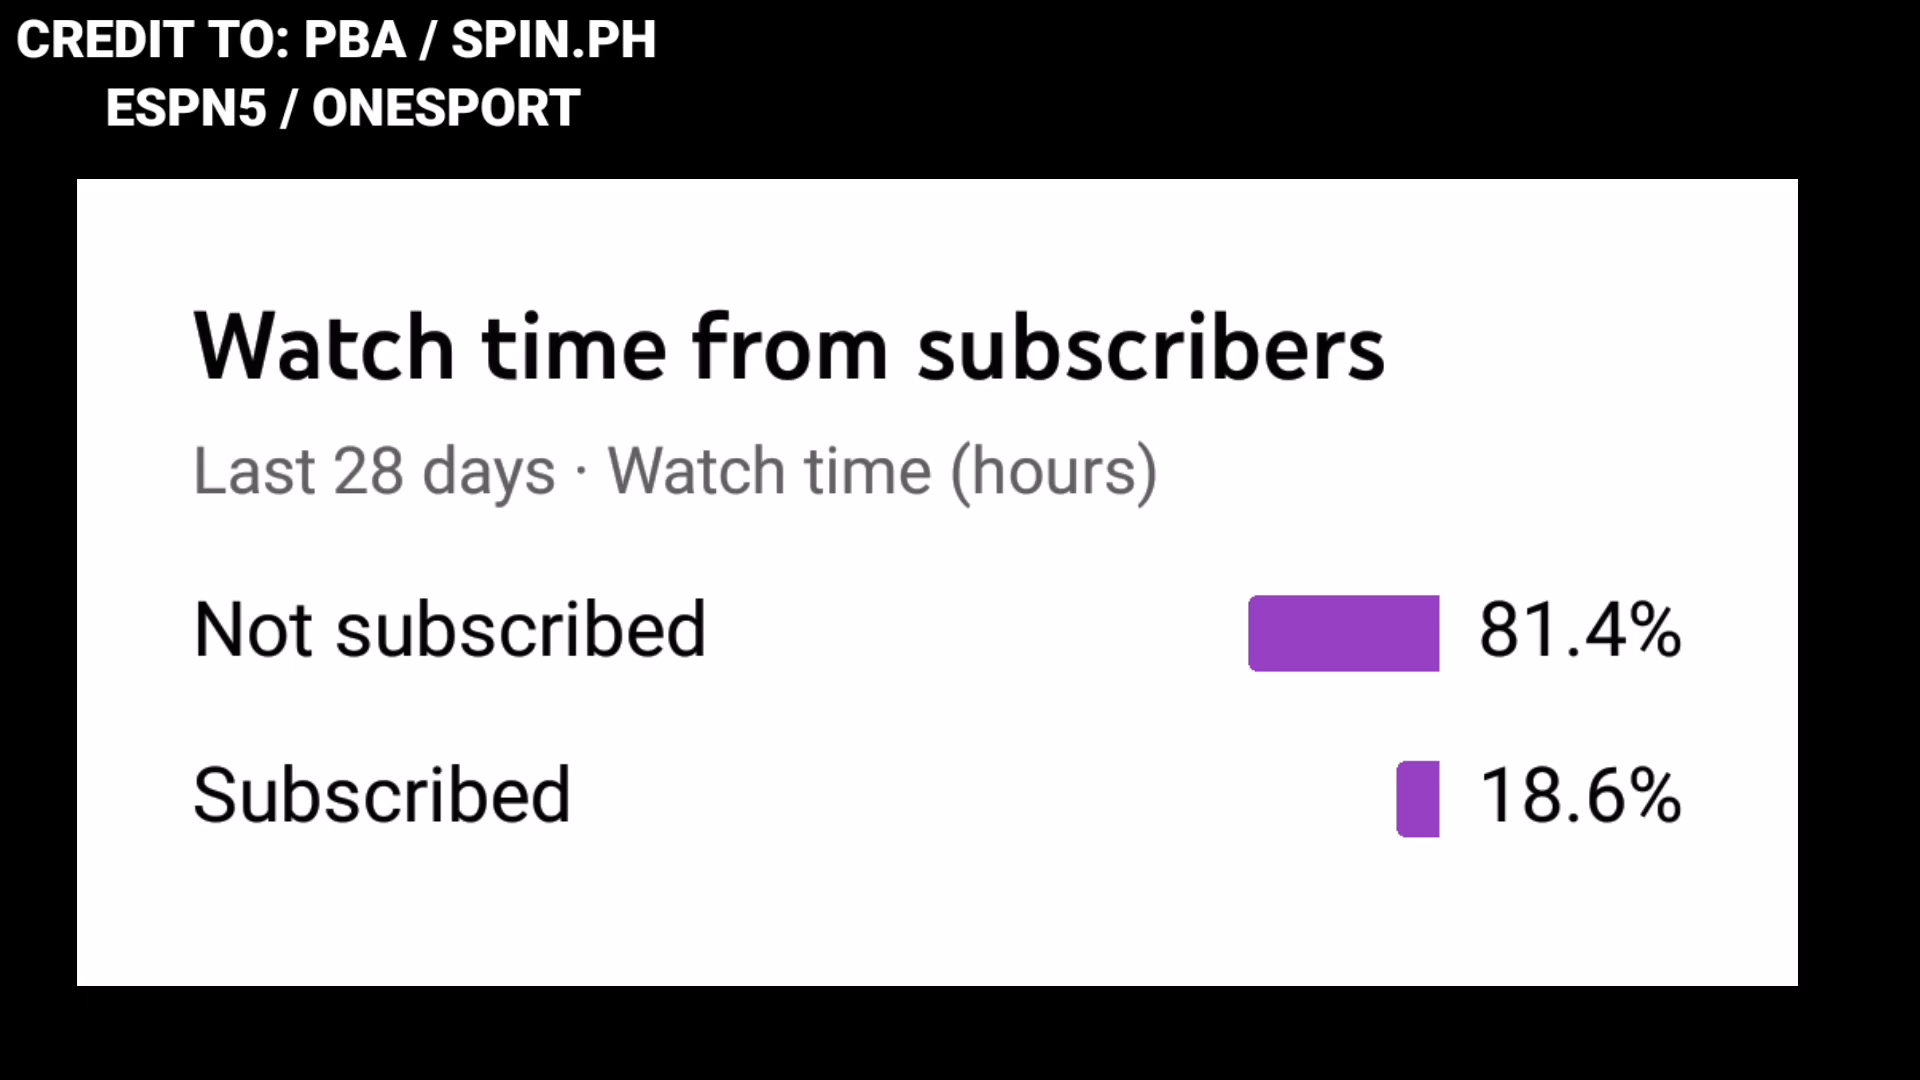 CREDIT TO: PBA / SPIN.PH
ESPN5 / ONESPORT
Watch time from subscribers
Last 28 days · Watch time (hours)
Not subscribed 81.4%
Subscribed 18.6%